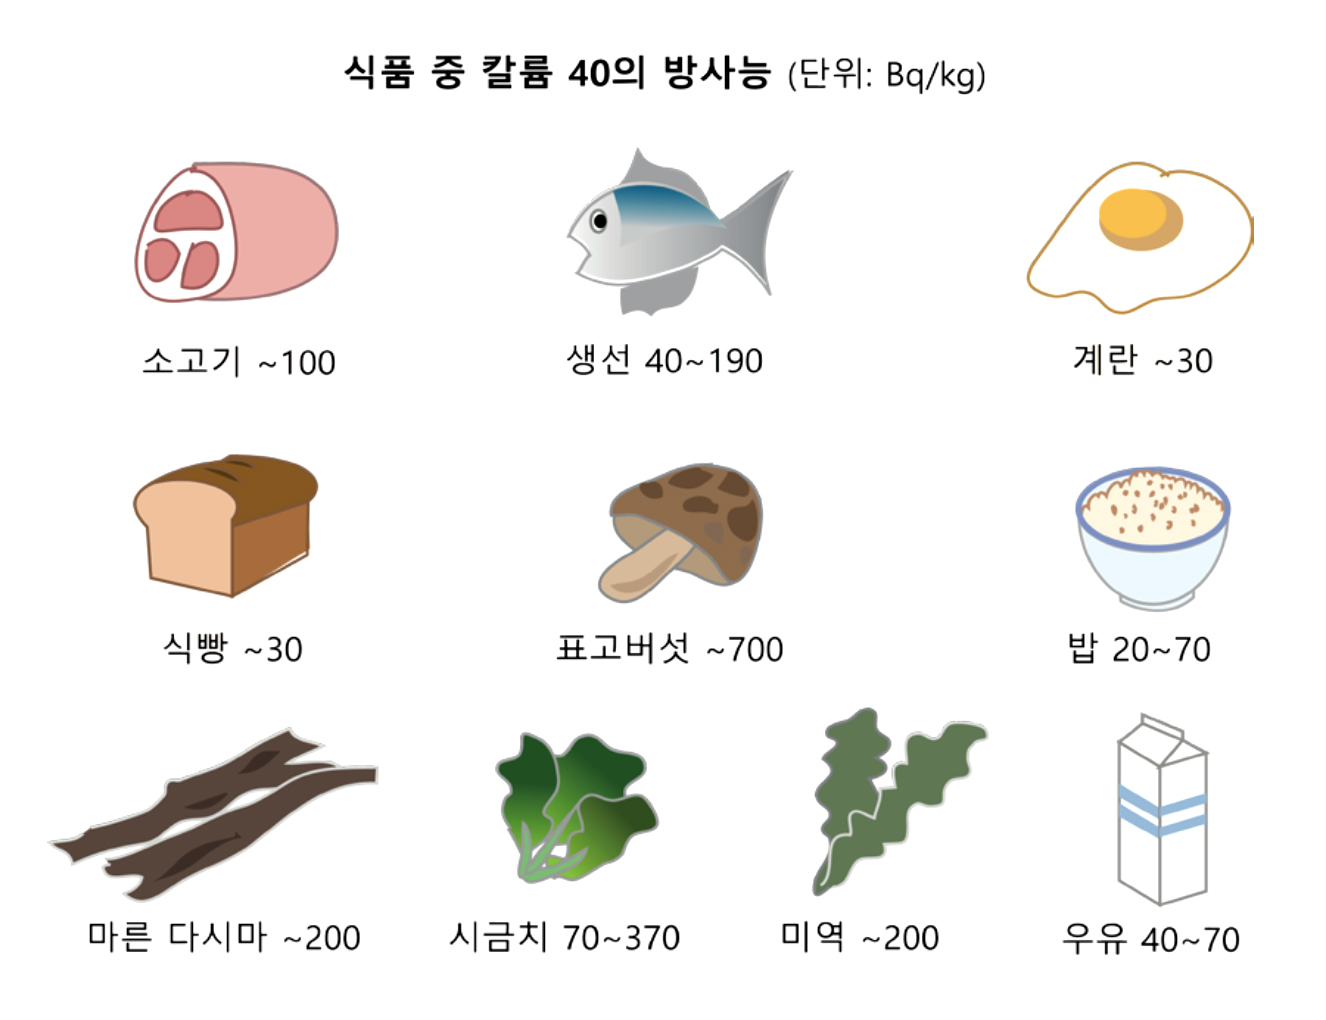 식품 중 칼륨 40의 방사능 (단위: Bq/kg)
소고기 ~100
생선 40~190
계란 ~30
식빵 ~30
표고버섯 ~700
밥 20~70
마른 다시마 ~200
시금치 70~370
미역 ~200
우유 40~70